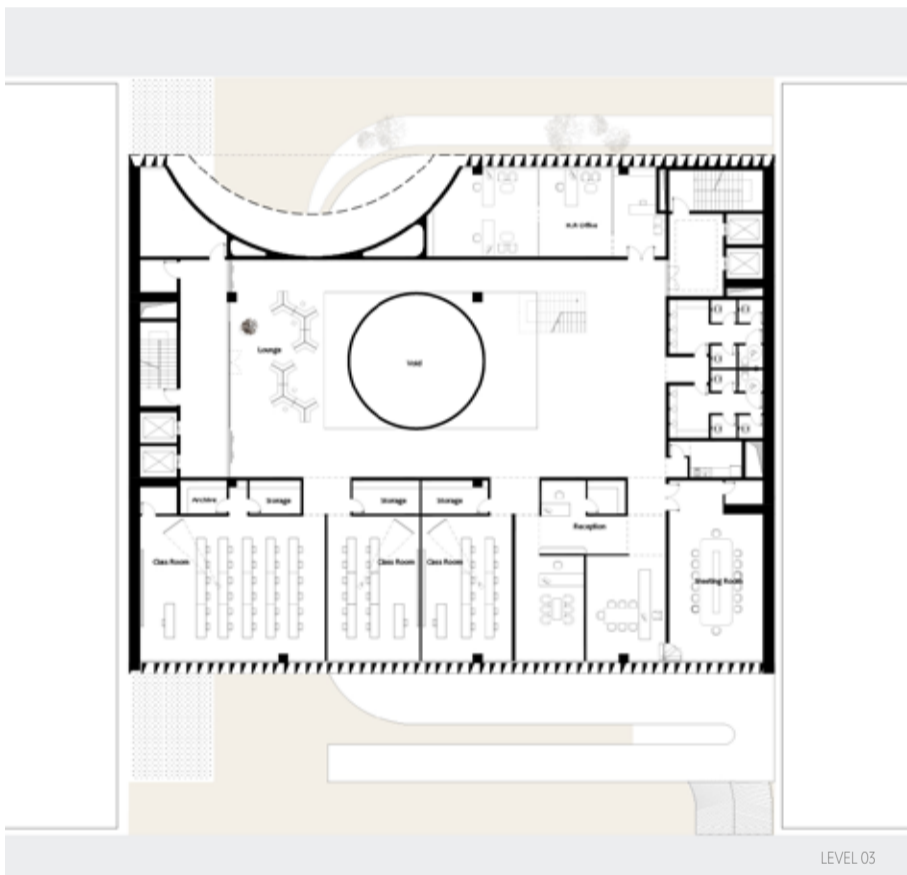 H.R Office
Lounge
Void
Archive
Storage
Storage
Storage
Reception
Class Room
Class Room
Class Room
Meeting Room
LEVEL 03